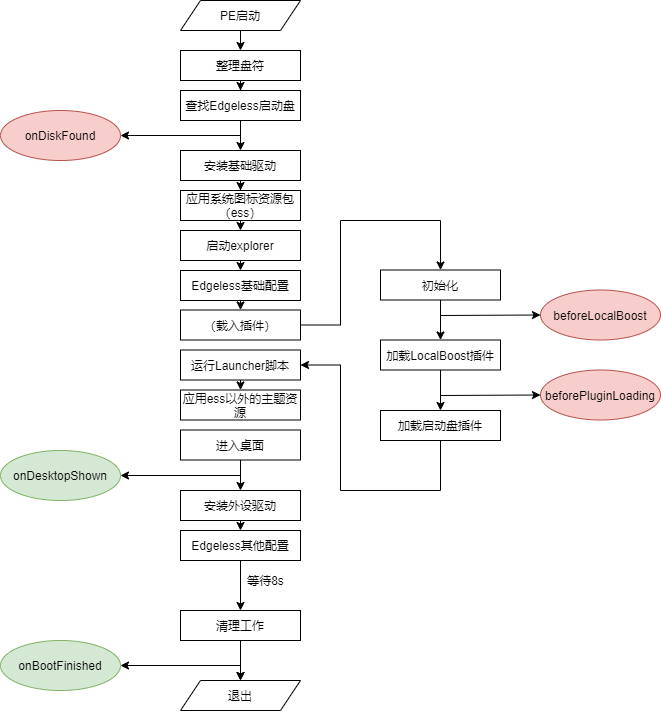 PE启动
整理盘符
查找Edgeless启动盘
onDiskFound
安装基础驱动
应用系统图标资源包
(ess)
启动explorer
Edgeless基础配置
(载入插件)
初始化
beforeLocalBoost
加载LocalBoost插件
beforePluginLoading
加载启动盘插件
运行Launcher脚本
应用ess以外的主题资
源
进入桌面
onDesktopShown
安装外设驱动
Edgeless其他配置
等待8s
清理工作
onBootFinished
退出